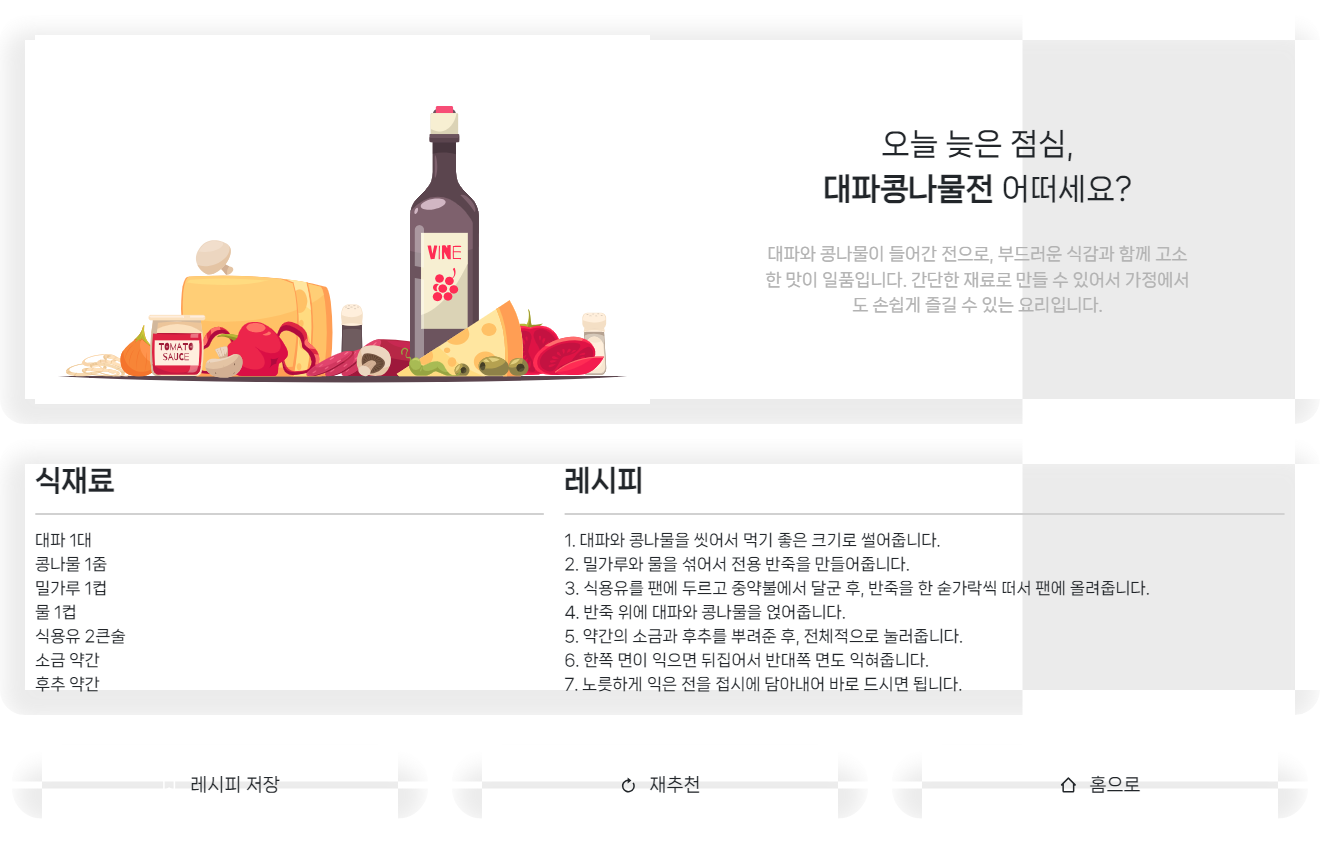 오늘 늦은 점심,
대파콩나물전 어떠세요?
대파와 콩나물이 들어간 전으로, 부드러운 식감과 함께 고소
한 맛이 일품입니다. 간단한 재료로 만들 수 있어서 가정에서
도 손쉽게 즐길 수 있는 요리입니다.
VINE
TOMATO
SAUCE
식재료
대파 1대
콩나물 1줌
밀가루 1컵
물 1컵
식용유 2큰술
소금 약간
후추 약간
레시피
1. 대파와 콩나물을 씻어서 먹기 좋은 크기로 썰어줍니다.
2. 밀가루와 물을 섞어서 전용 반죽을 만들어줍니다.
3. 식용유를 팬에 두르고 중약불에서 달군 후, 반죽을 한 숟가락씩 떠서 팬에 올려줍니다.
4. 반죽 위에 대파와 콩나물을 얹어줍니다.
5. 약간의 소금과 후추를 뿌려준 후, 전체적으로 눌러줍니다.
6. 한쪽 면이 익으면 뒤집어서 반대쪽 면도 익혀줍니다.
7. 노릇하게 익은 전을 접시에 담아내어 바로 드시면 됩니다.
레시피 저장
재추천
홈으로